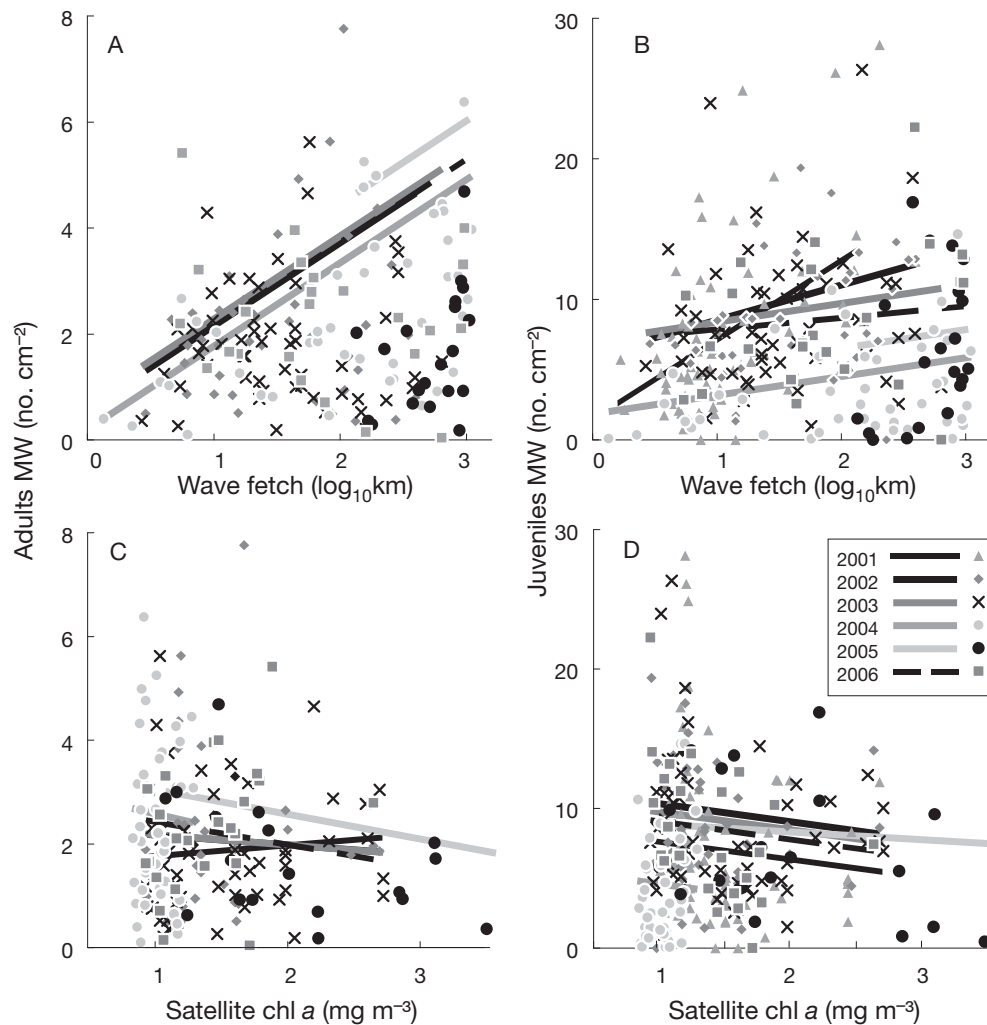 A
8
6
4
2
0
0 1 2 3
Wave fetch (log₁₀km)
B
30
20
10
0
0 1 2 3
Wave fetch (log₁₀km)
Adults MW (no. cm⁻²)
Juveniles MW (no. cm⁻²)
C
8
6
4
2
0
1 2 3
Satellite chl a (mg m⁻³)
D
30
20
10
0
1 2 3
Satellite chl a (mg m⁻³)
2001
2002
2003
2004
2005
2006